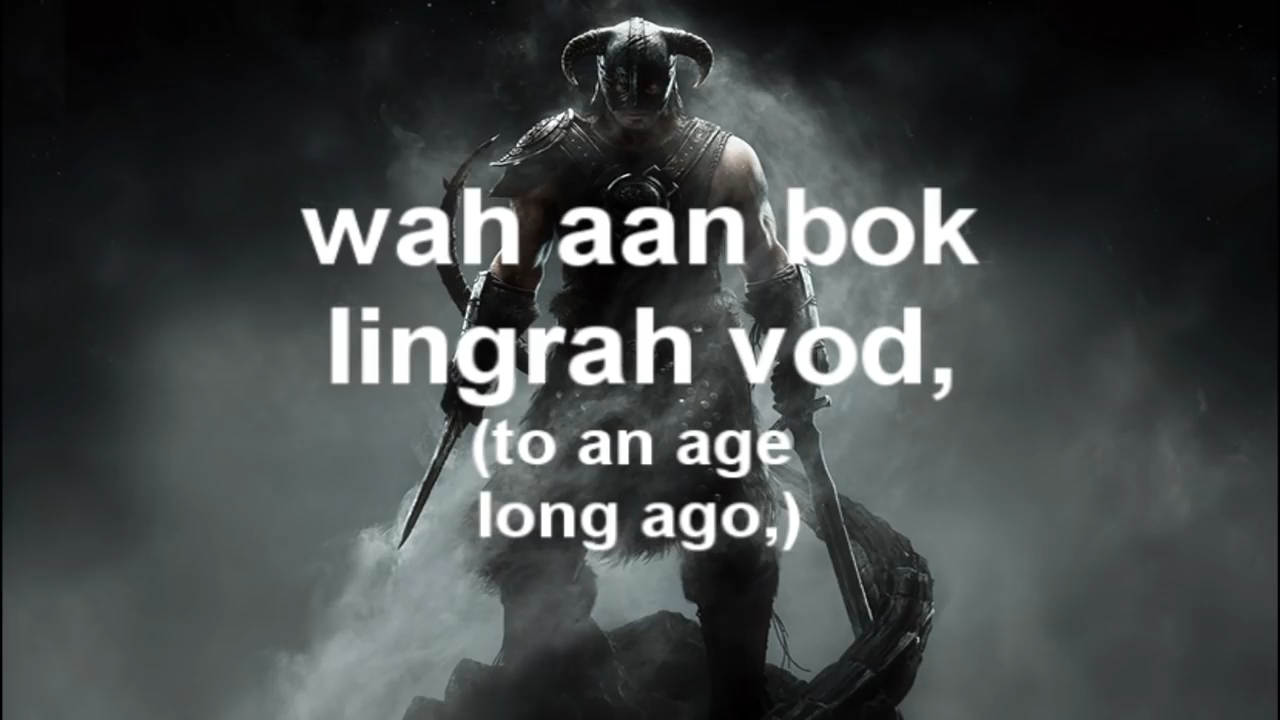 wah aan bok
lingrah vod,
(to an age
long ago,)